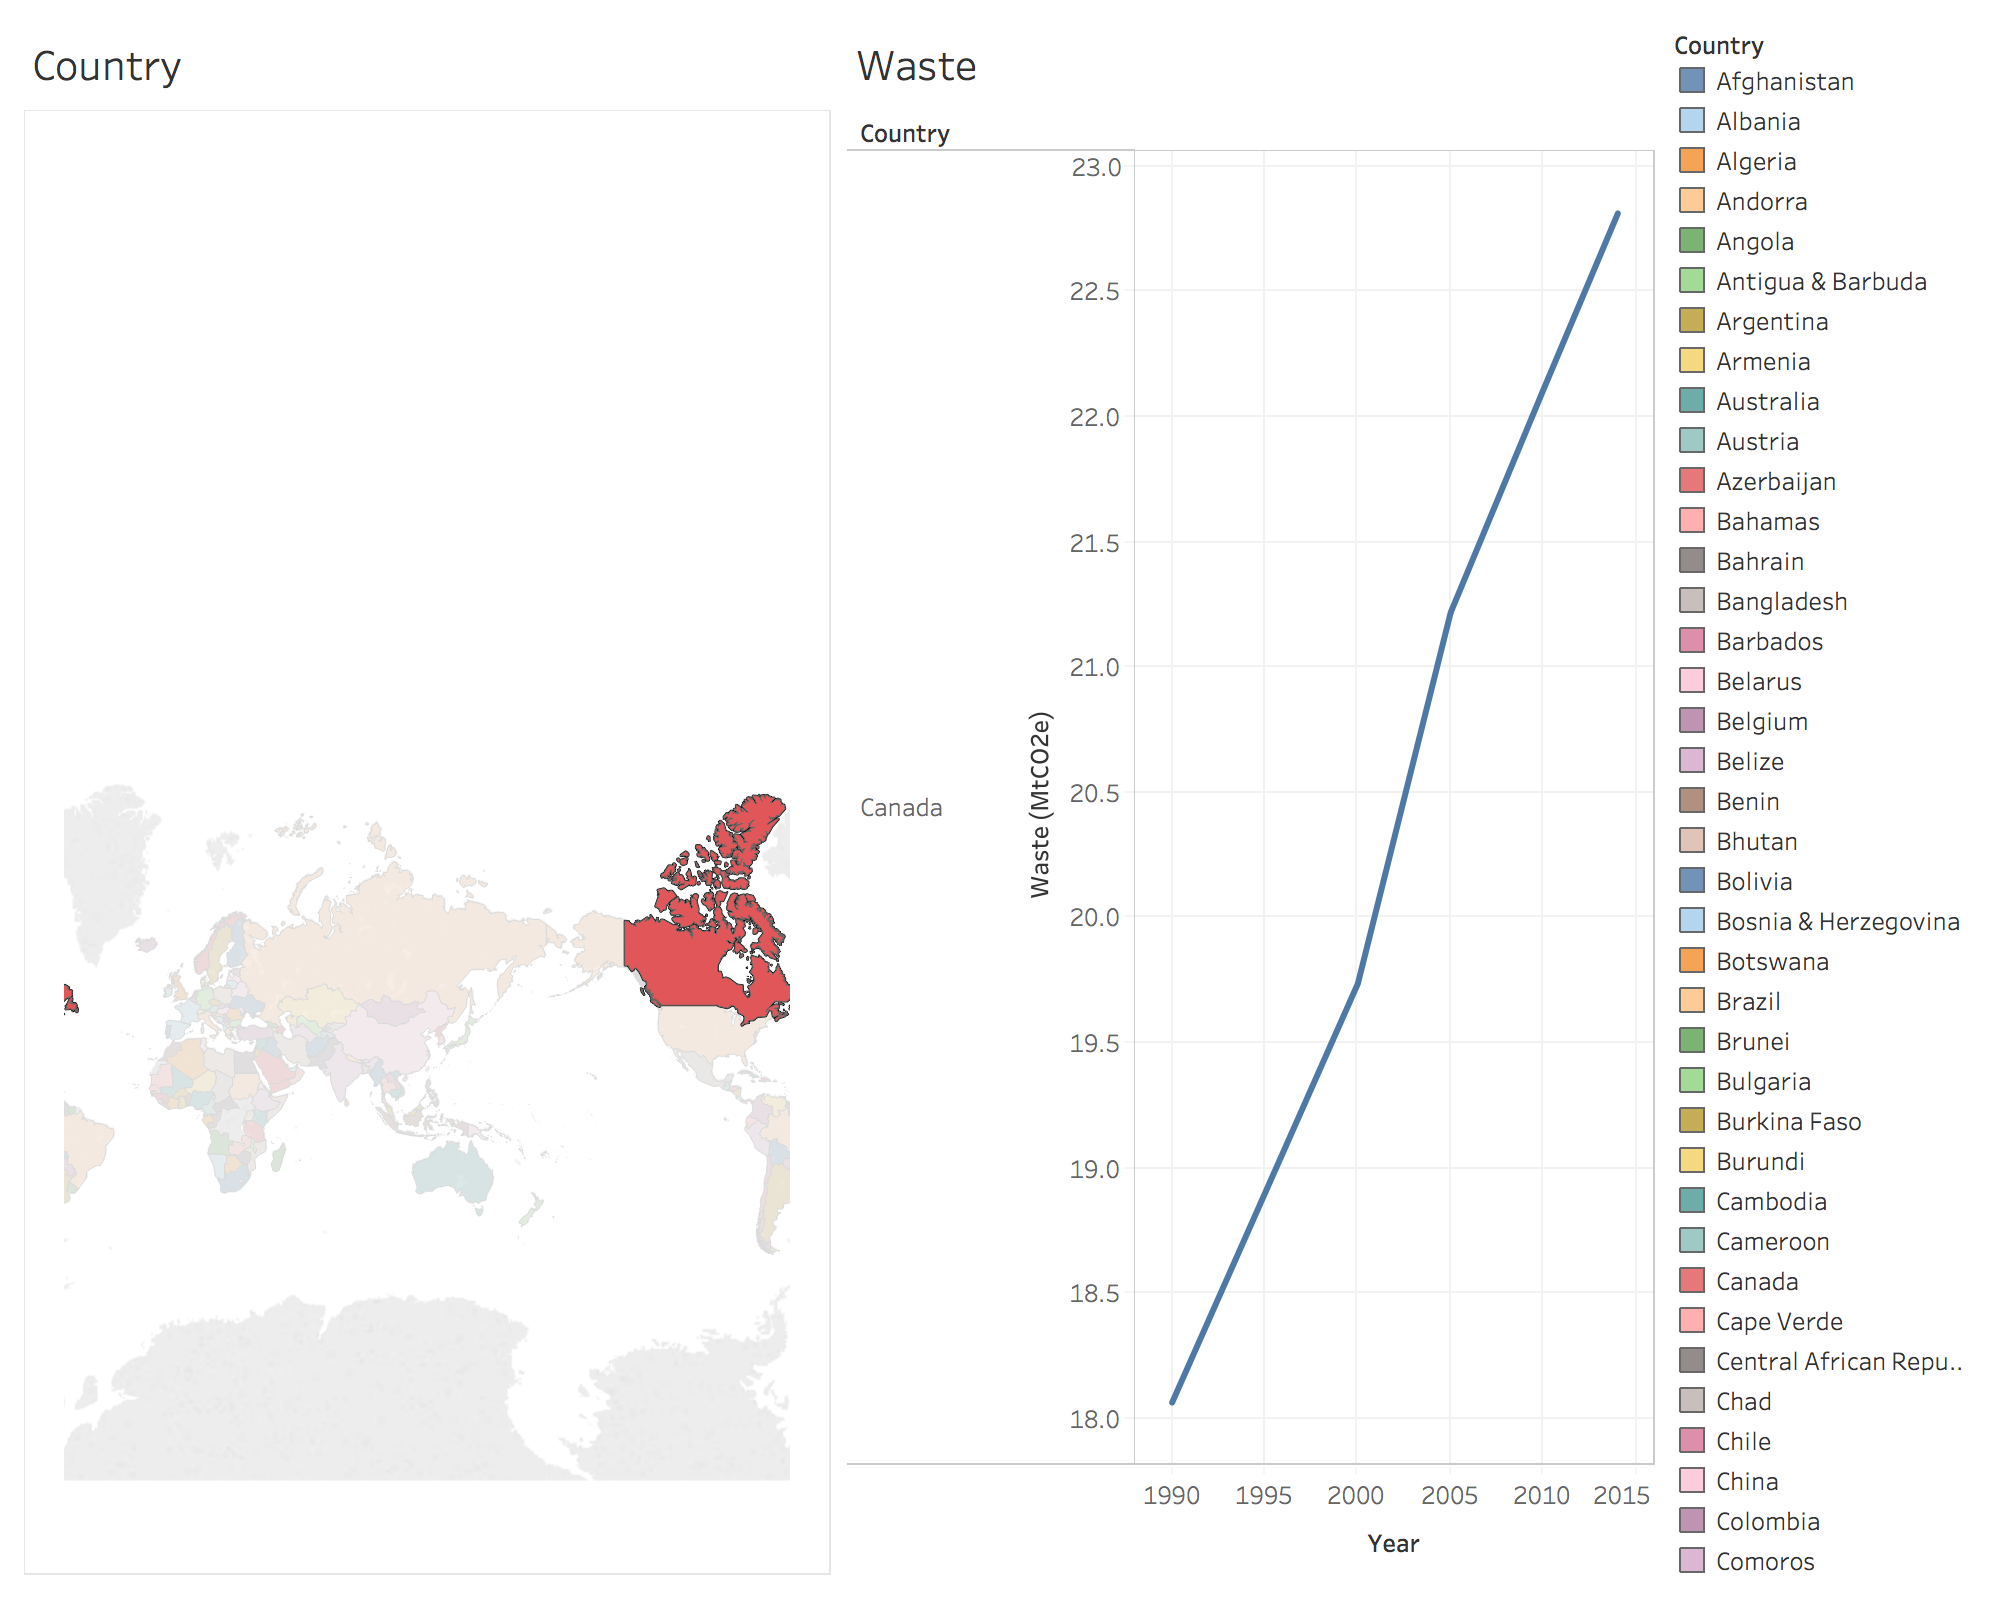 Country
Waste
Country
Canada
Waste (MtCO2e)
23.0
22.5
22.0
21.5
21.0
20.5
20.0
19.5
19.0
18.5
18.0
1990 1995 2000 2005 2010 2015
Year
Country
Afghanistan
Albania
Algeria
Andorra
Angola
Antigua & Barbuda
Argentina
Armenia
Australia
Austria
Azerbaijan
Bahamas
Bahrain
Bangladesh
Barbados
Belarus
Belgium
Belize
Benin
Bhutan
Bolivia
Bosnia & Herzegovina
Botswana
Brazil
Brunei
Bulgaria
Burkina Faso
Burundi
Cambodia
Cameroon
Canada
Cape Verde
Central African Repu..
Chad
Chile
China
Colombia
Comoros